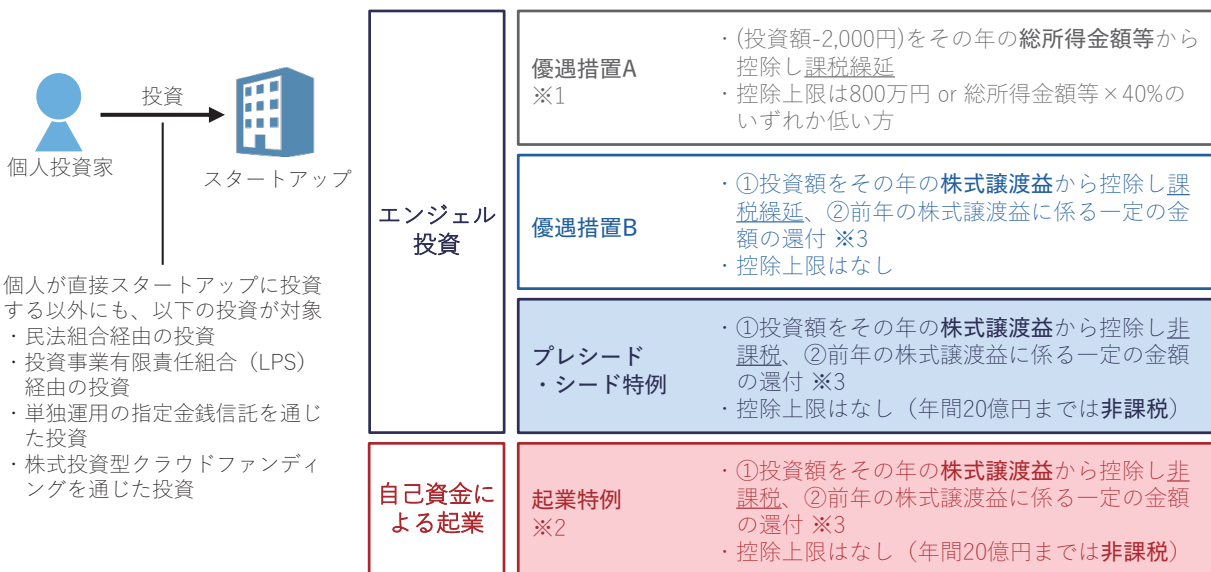 投資
個人投資家
スタートアップ
個人が直接スタートアップに投資
する以外にも、以下の投資が対象
・民法組合経由の投資
・投資事業有限責任組合（LPS）
経由の投資
・単独運用の指定金銭信託を通じ
た投資
・株式投資型クラウドファンディ
ングを通じた投資
エンジェル
投資
優遇措置A
※1
・(投資額-2,000円)をその年の総所得金額等から
控除し課税繰延
・控除上限は800万円 or 総所得金額等×40%の
いずれか低い方
優遇措置B
・①投資額をその年の株式譲渡益から控除し課
税繰延、②前年の株式譲渡益に係る一定の金
額の還付 ※3
・控除上限はなし
プレシード
・シード特例
・①投資額をその年の株式譲渡益から控除し非
課税、②前年の株式譲渡益に係る一定の金額
の還付 ※3
・控除上限はなし（年間20億円までは非課税）
自己資金に
よる起業
起業特例
※2
・①投資額をその年の株式譲渡益から控除し非
課税、②前年の株式譲渡益に係る一定の金額
の還付 ※3
・控除上限はなし（年間20億円までは非課税）